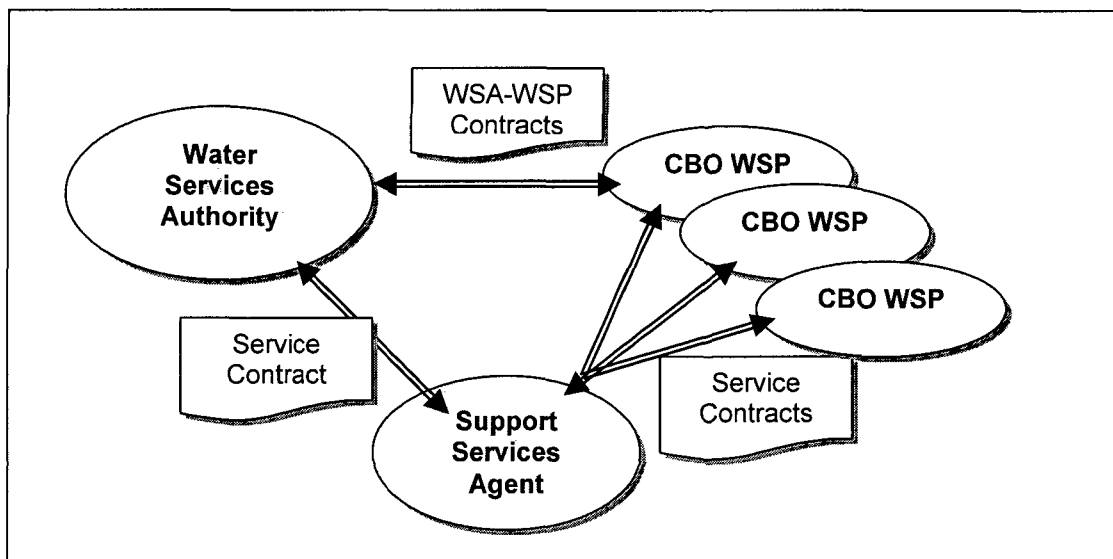 WSA-WSP
Contracts
Water
Services
Authority
CBO WSP
CBO WSP
CBO WSP
Service
Contract
Service
Contracts
Support
Services
Agent